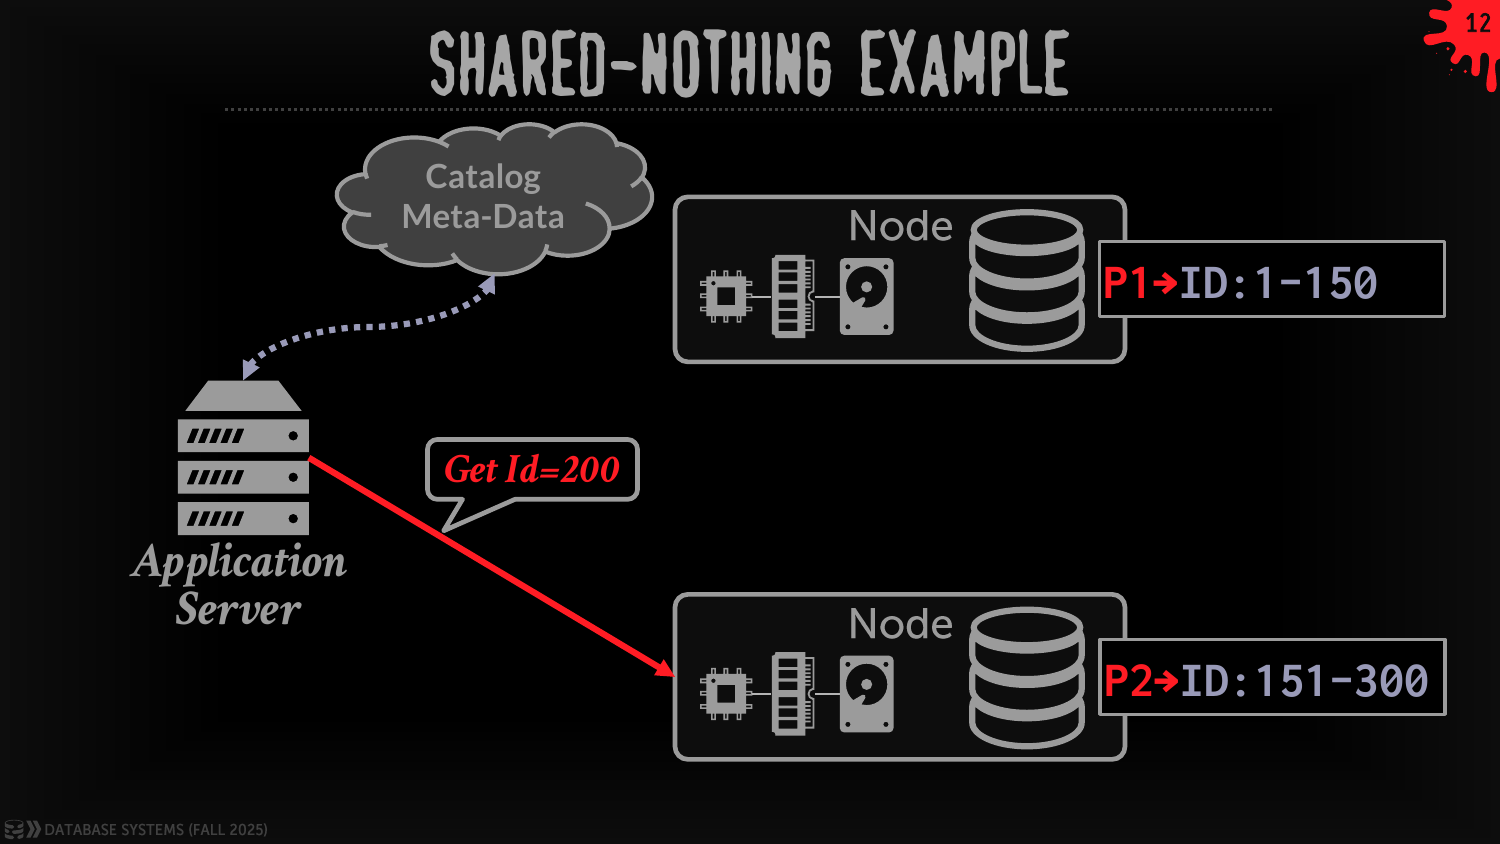 SHARED-NOTHING EXAMPLE
12
Catalog
Meta-Data
Node
P1→ID:1-150
Get Id=200
Application
Server
Node
P2→ID:151-300
DATABASE SYSTEMS (FALL 2025)